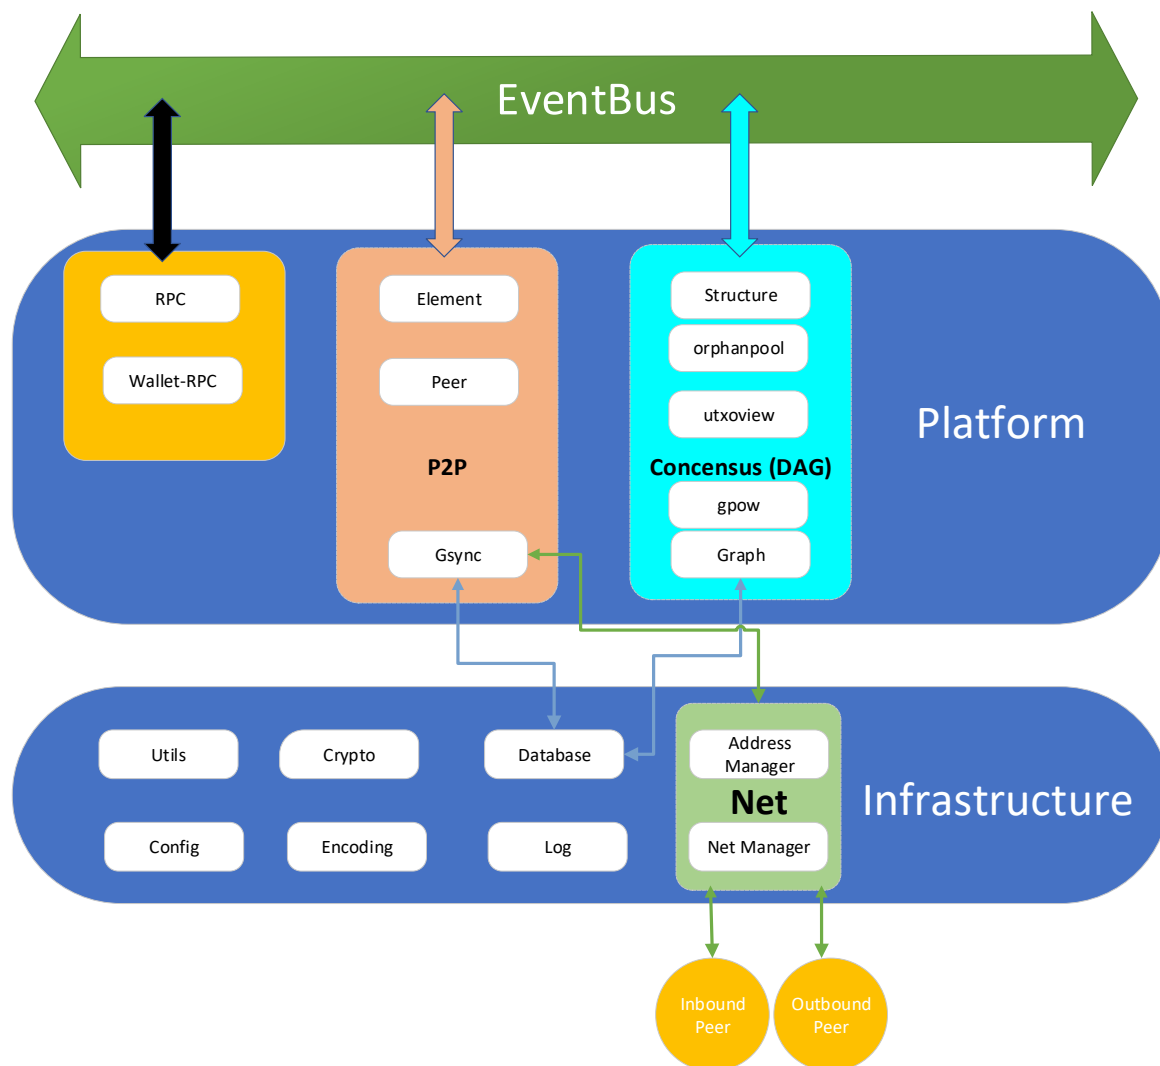 EventBus
RPC
Wallet-RPC
Element
Peer
P2P
Gsync
Structure
orphanpool
utxoview
Concensus (DAG)
gpow
Graph
Platform
Utils
Crypto
Database
Address
Manager
Net
Net Manager
Infrastructure
Config
Encoding
Log
Inbound
Peer
Outbound
Peer